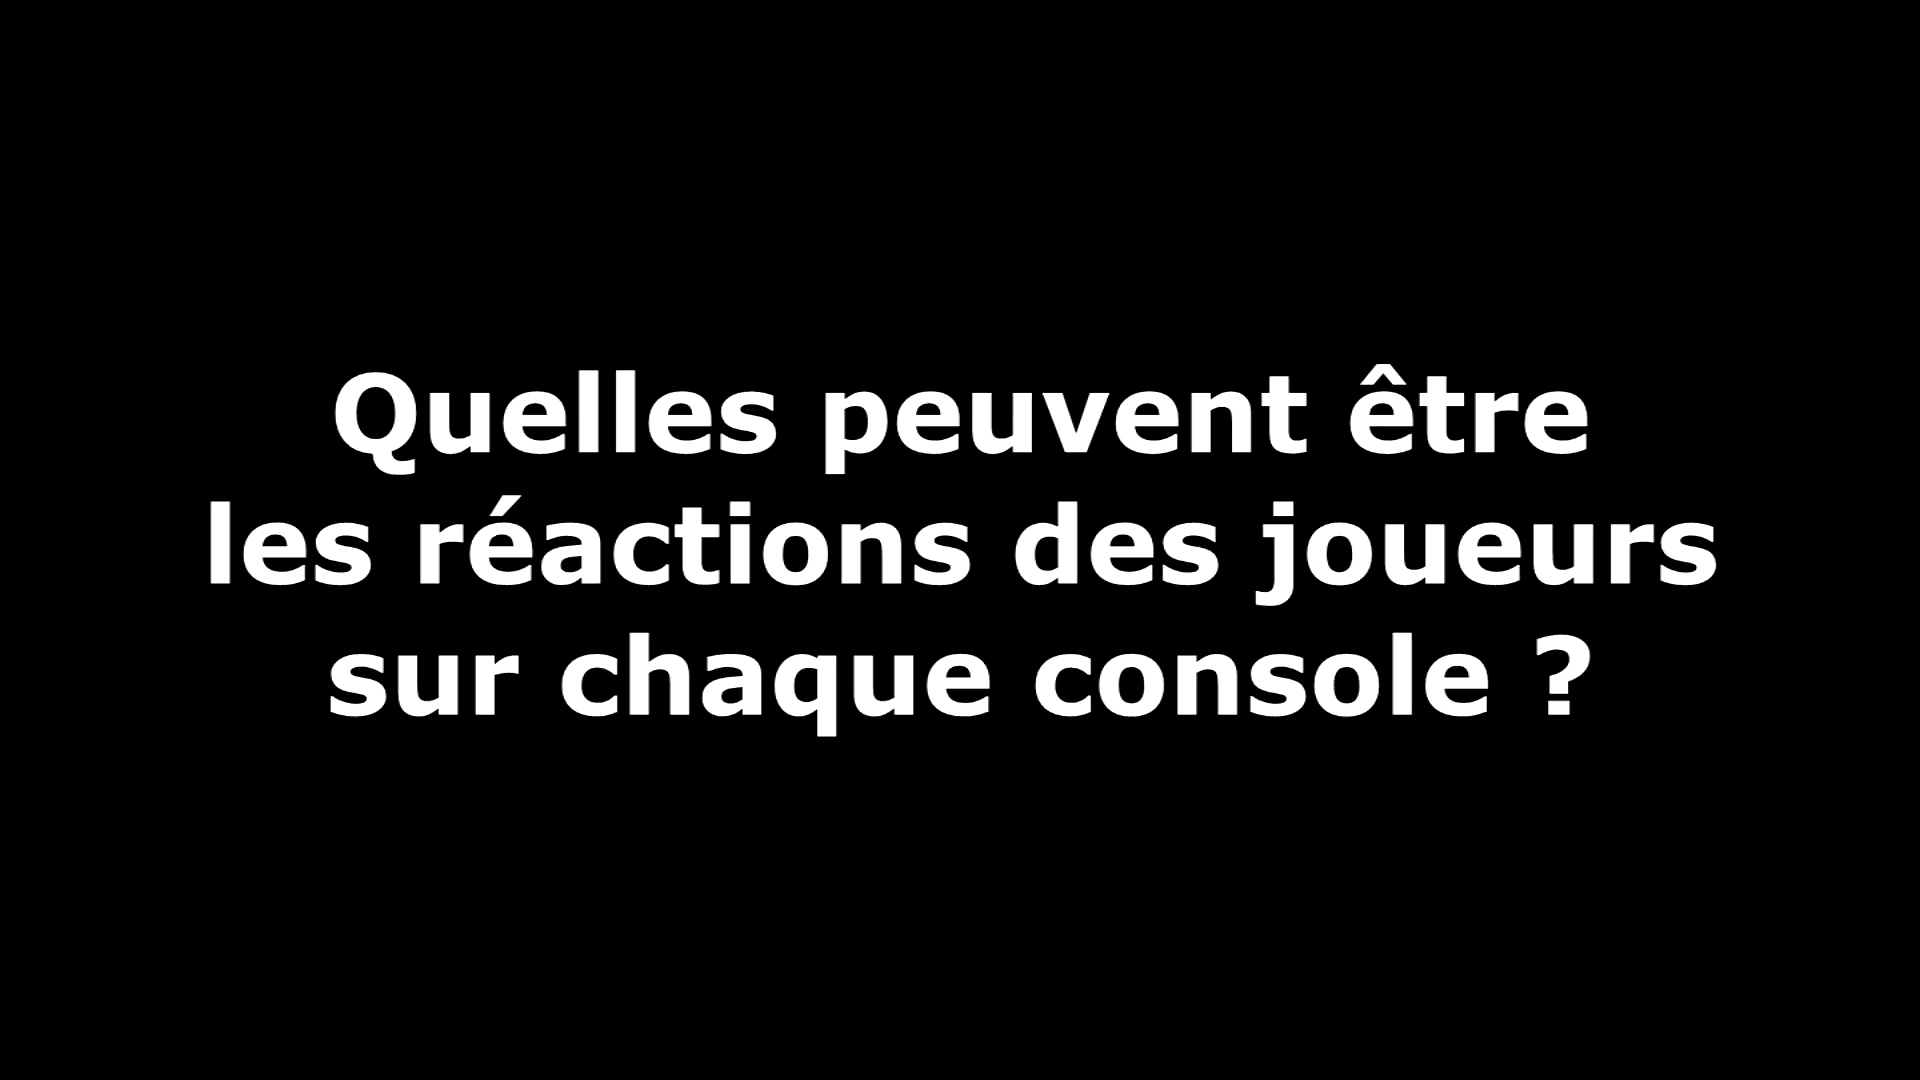 Quelles peuvent être
les réactions des joueurs
sur chaque console ?